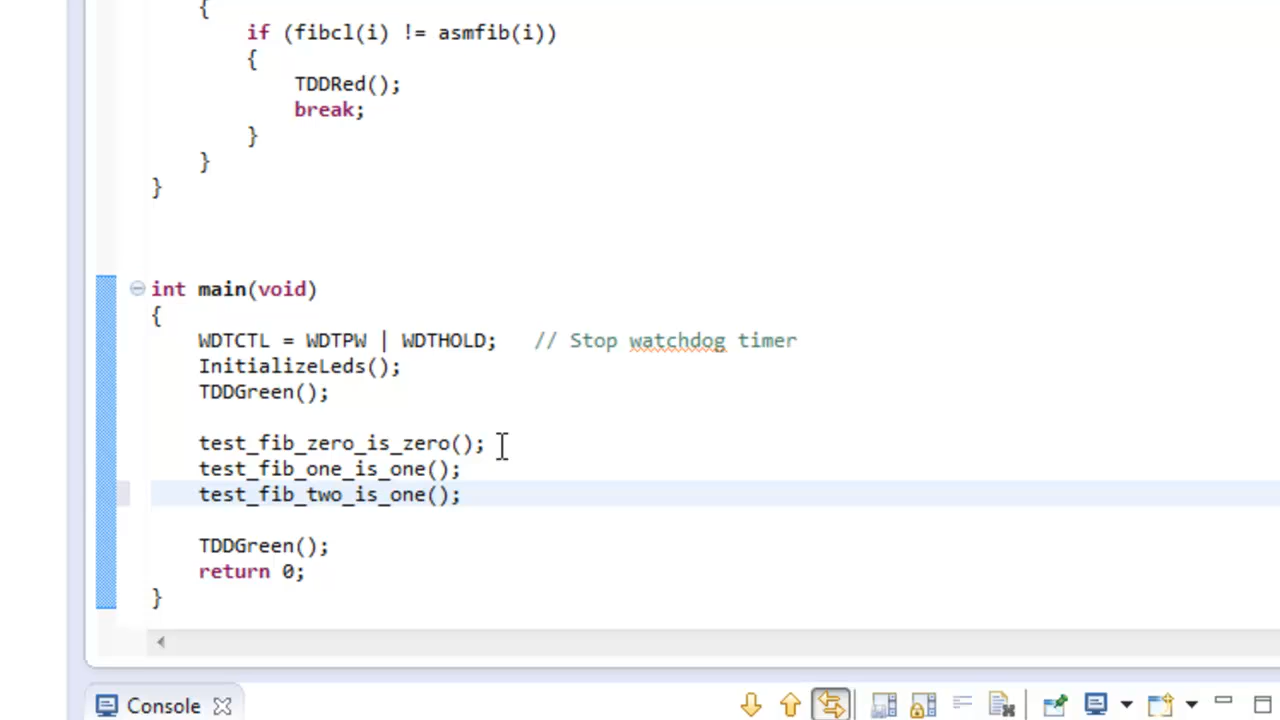 {
if (fibcl(i) != asmfib(i))
{
TDDRed();
break;
}
}
}
int main(void)
{
WDTCTL = WDTPW | WDTHOLD;   // Stop watchdog timer
InitializeLeds();
TDDGreen();
test_fib_zero_is_zero();
test_fib_one_is_one();
test_fib_two_is_one();
TDDGreen();
return 0;
}
Console